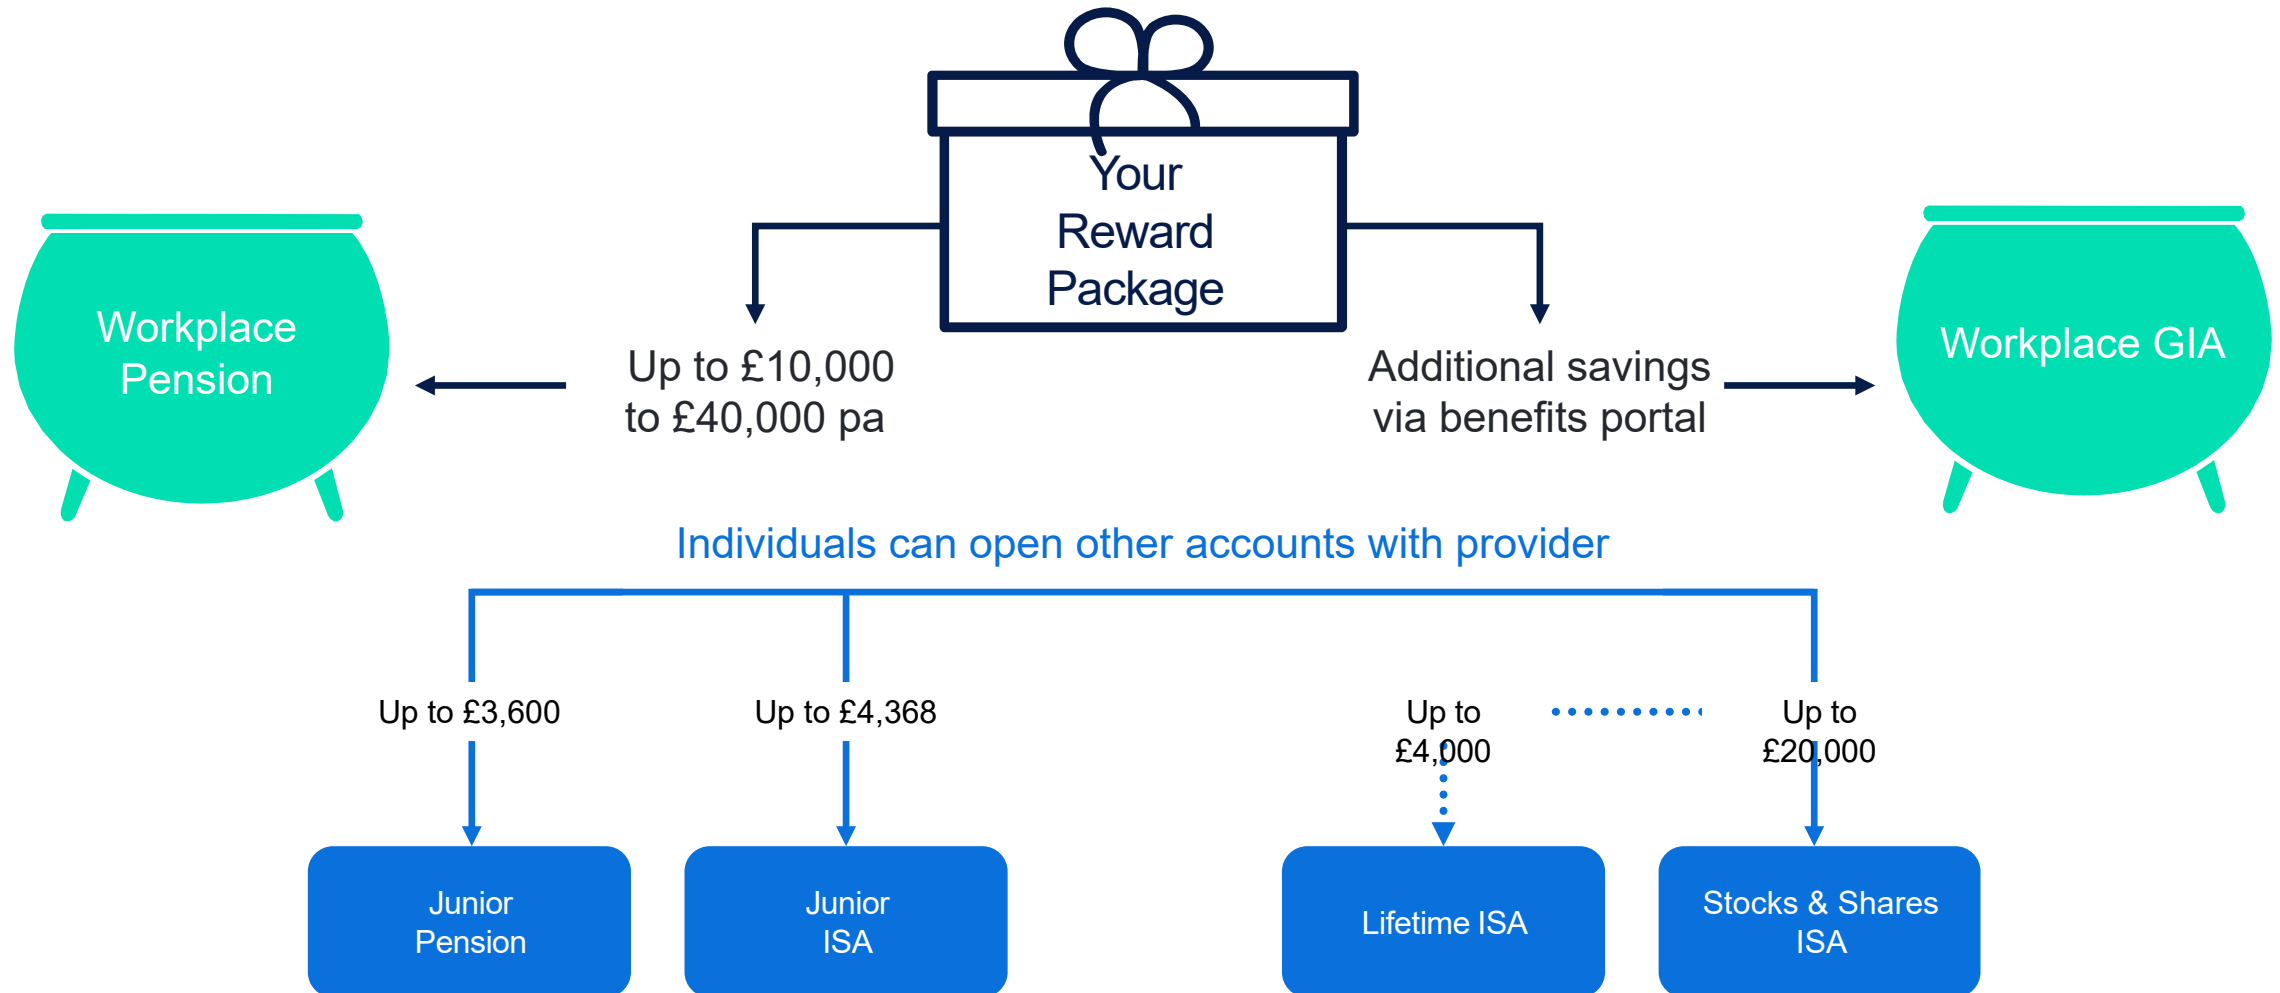 Your
Reward
Package
Workplace
Pension
Up to £10,000
to £40,000 pa
Additional savings
via benefits portal
Workplace GIA
Individuals can open other accounts with provider
Up to £3,600
Up to £4,368
Up to
£4,000
Up to
£20,000
Junior
Pension
Junior
ISA
Lifetime ISA
Stocks & Shares
ISA